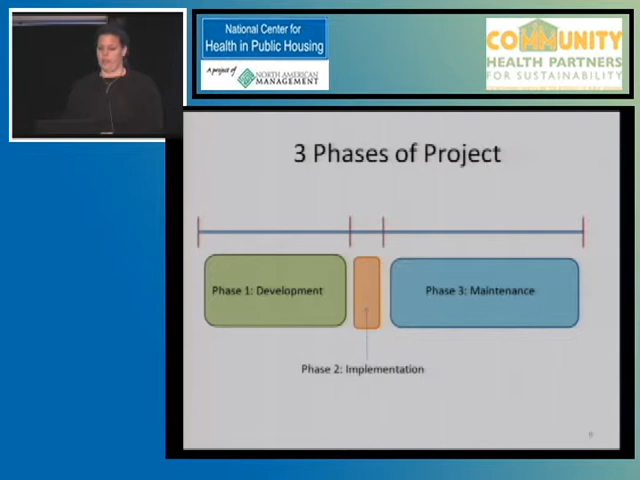 National Center for
Health in Public Housing
A project of
NORTH AMERICAN
MANAGEMENT
COMMUNITY
HEALTH PARTNERS
FOR SUSTAINABILITY
3 Phases of Project
Phase 1: Development
Phase 3: Maintenance
Phase 2: Implementation